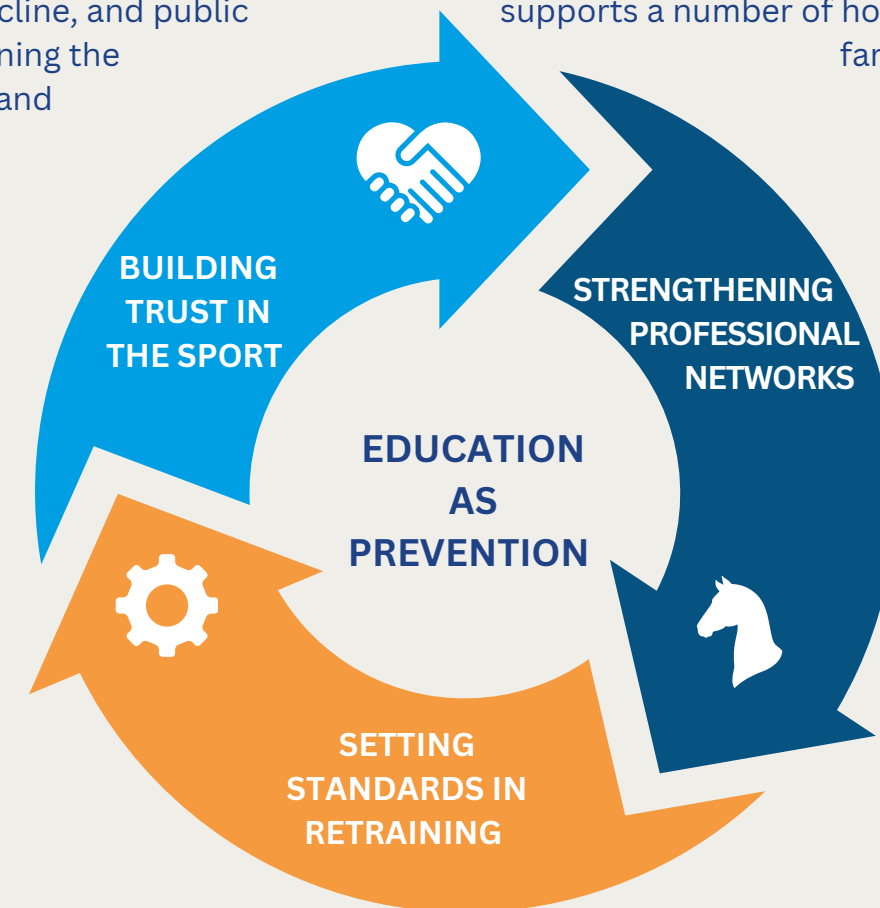 cline, and public
ning the
and
supports a number of ho
far
BUILDING
TRUST IN
THE SPORT
STRENGTHENING
PROFESSIONAL
NETWORKS
EDUCATION
AS
PREVENTION
SETTING
STANDARDS IN
RETRAINING